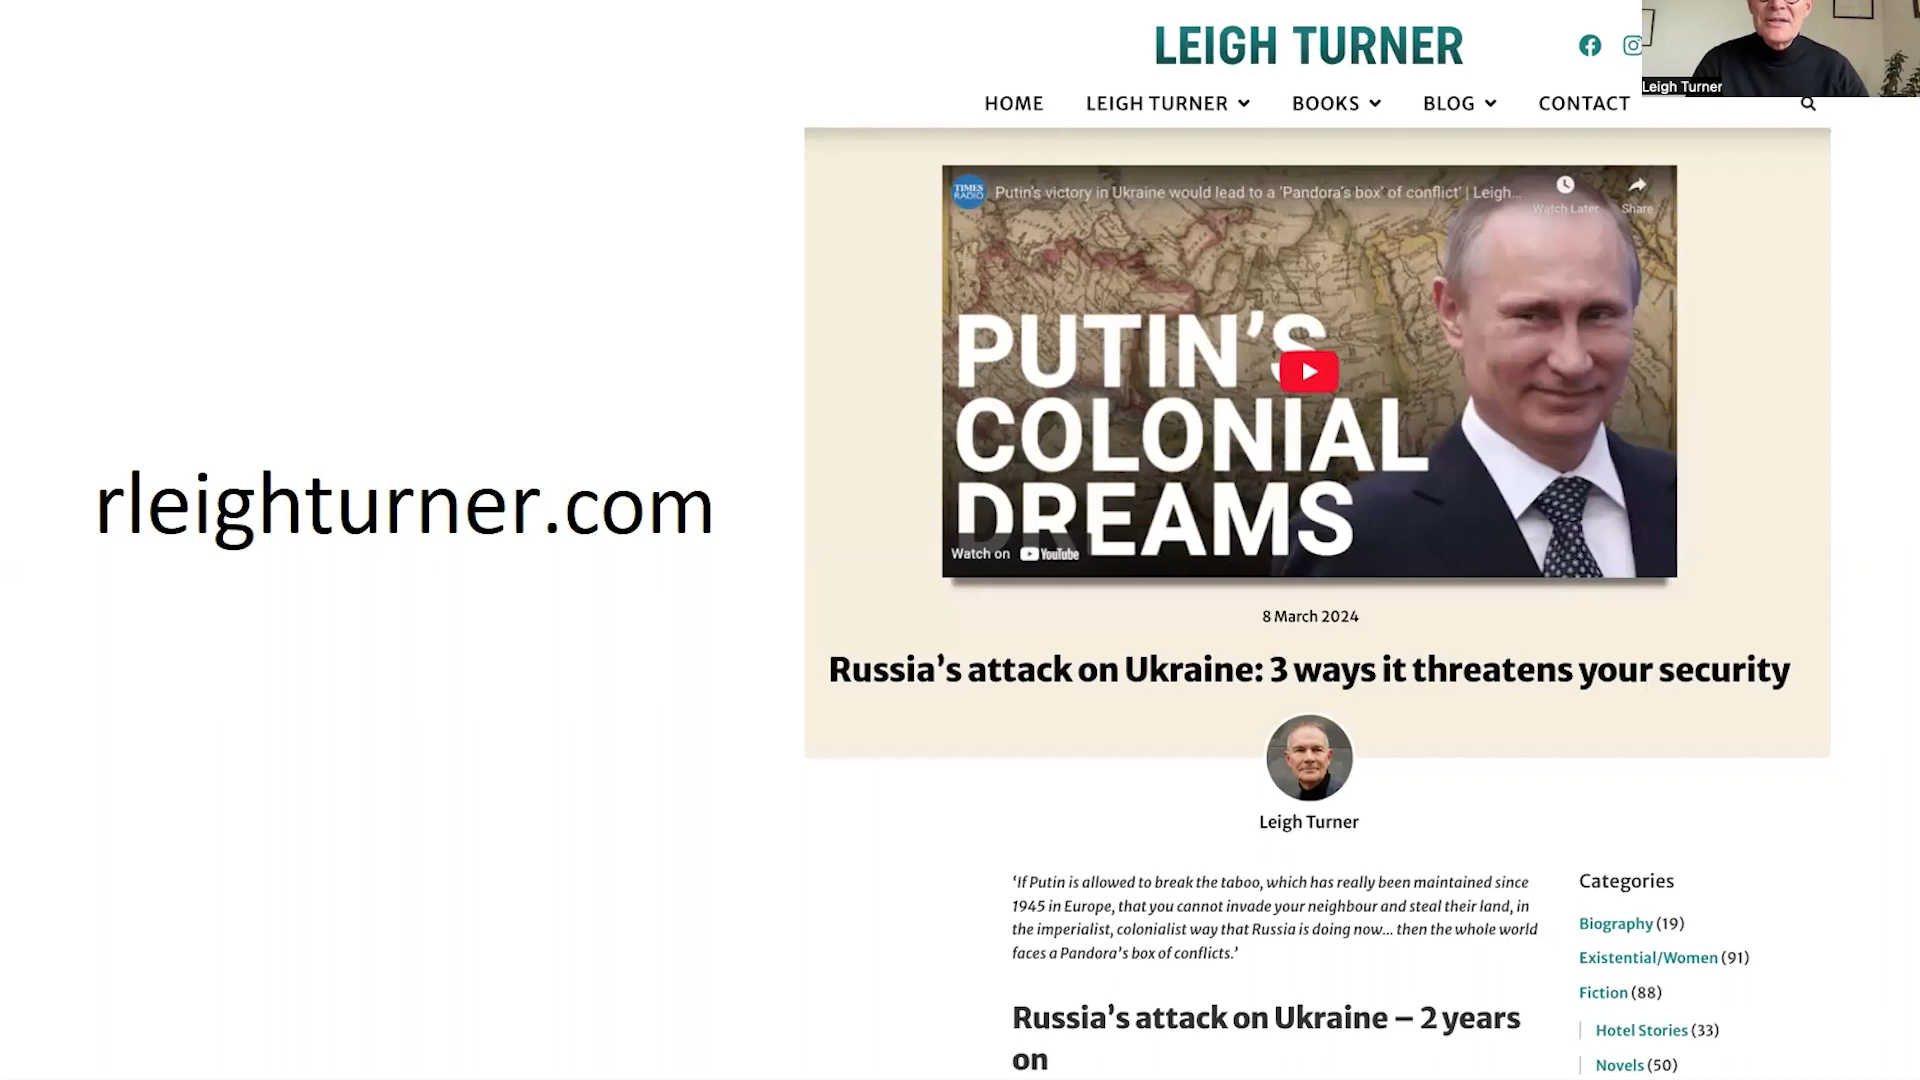 LEIGH TURNER
Leigh Turner
HOME LEIGH TURNER BOOKS BLOG CONTACT
TIMES RADIO
Putin's victory in Ukraine would lead to a 'Pandora's box' of conflict' | Leigh...
Watch Later
Share
PUTIN'S
COLONIAL
DREAMS
Watch on YouTube
rleighturner.com
8 March 2024
Russia's attack on Ukraine: 3 ways it threatens your security
Leigh Turner
'If Putin is allowed to break the taboo, which has really been maintained since
1945 in Europe, that you cannot invade your neighbour and steal their land, in
the imperialist, colonialist way that Russia is doing now... then the whole world
faces a Pandora's box of conflicts.'
Russia's attack on Ukraine – 2 years
on
Categories
Biography (19)
Existential/Women (91)
Fiction (88)
Hotel Stories (33)
Novels (50)